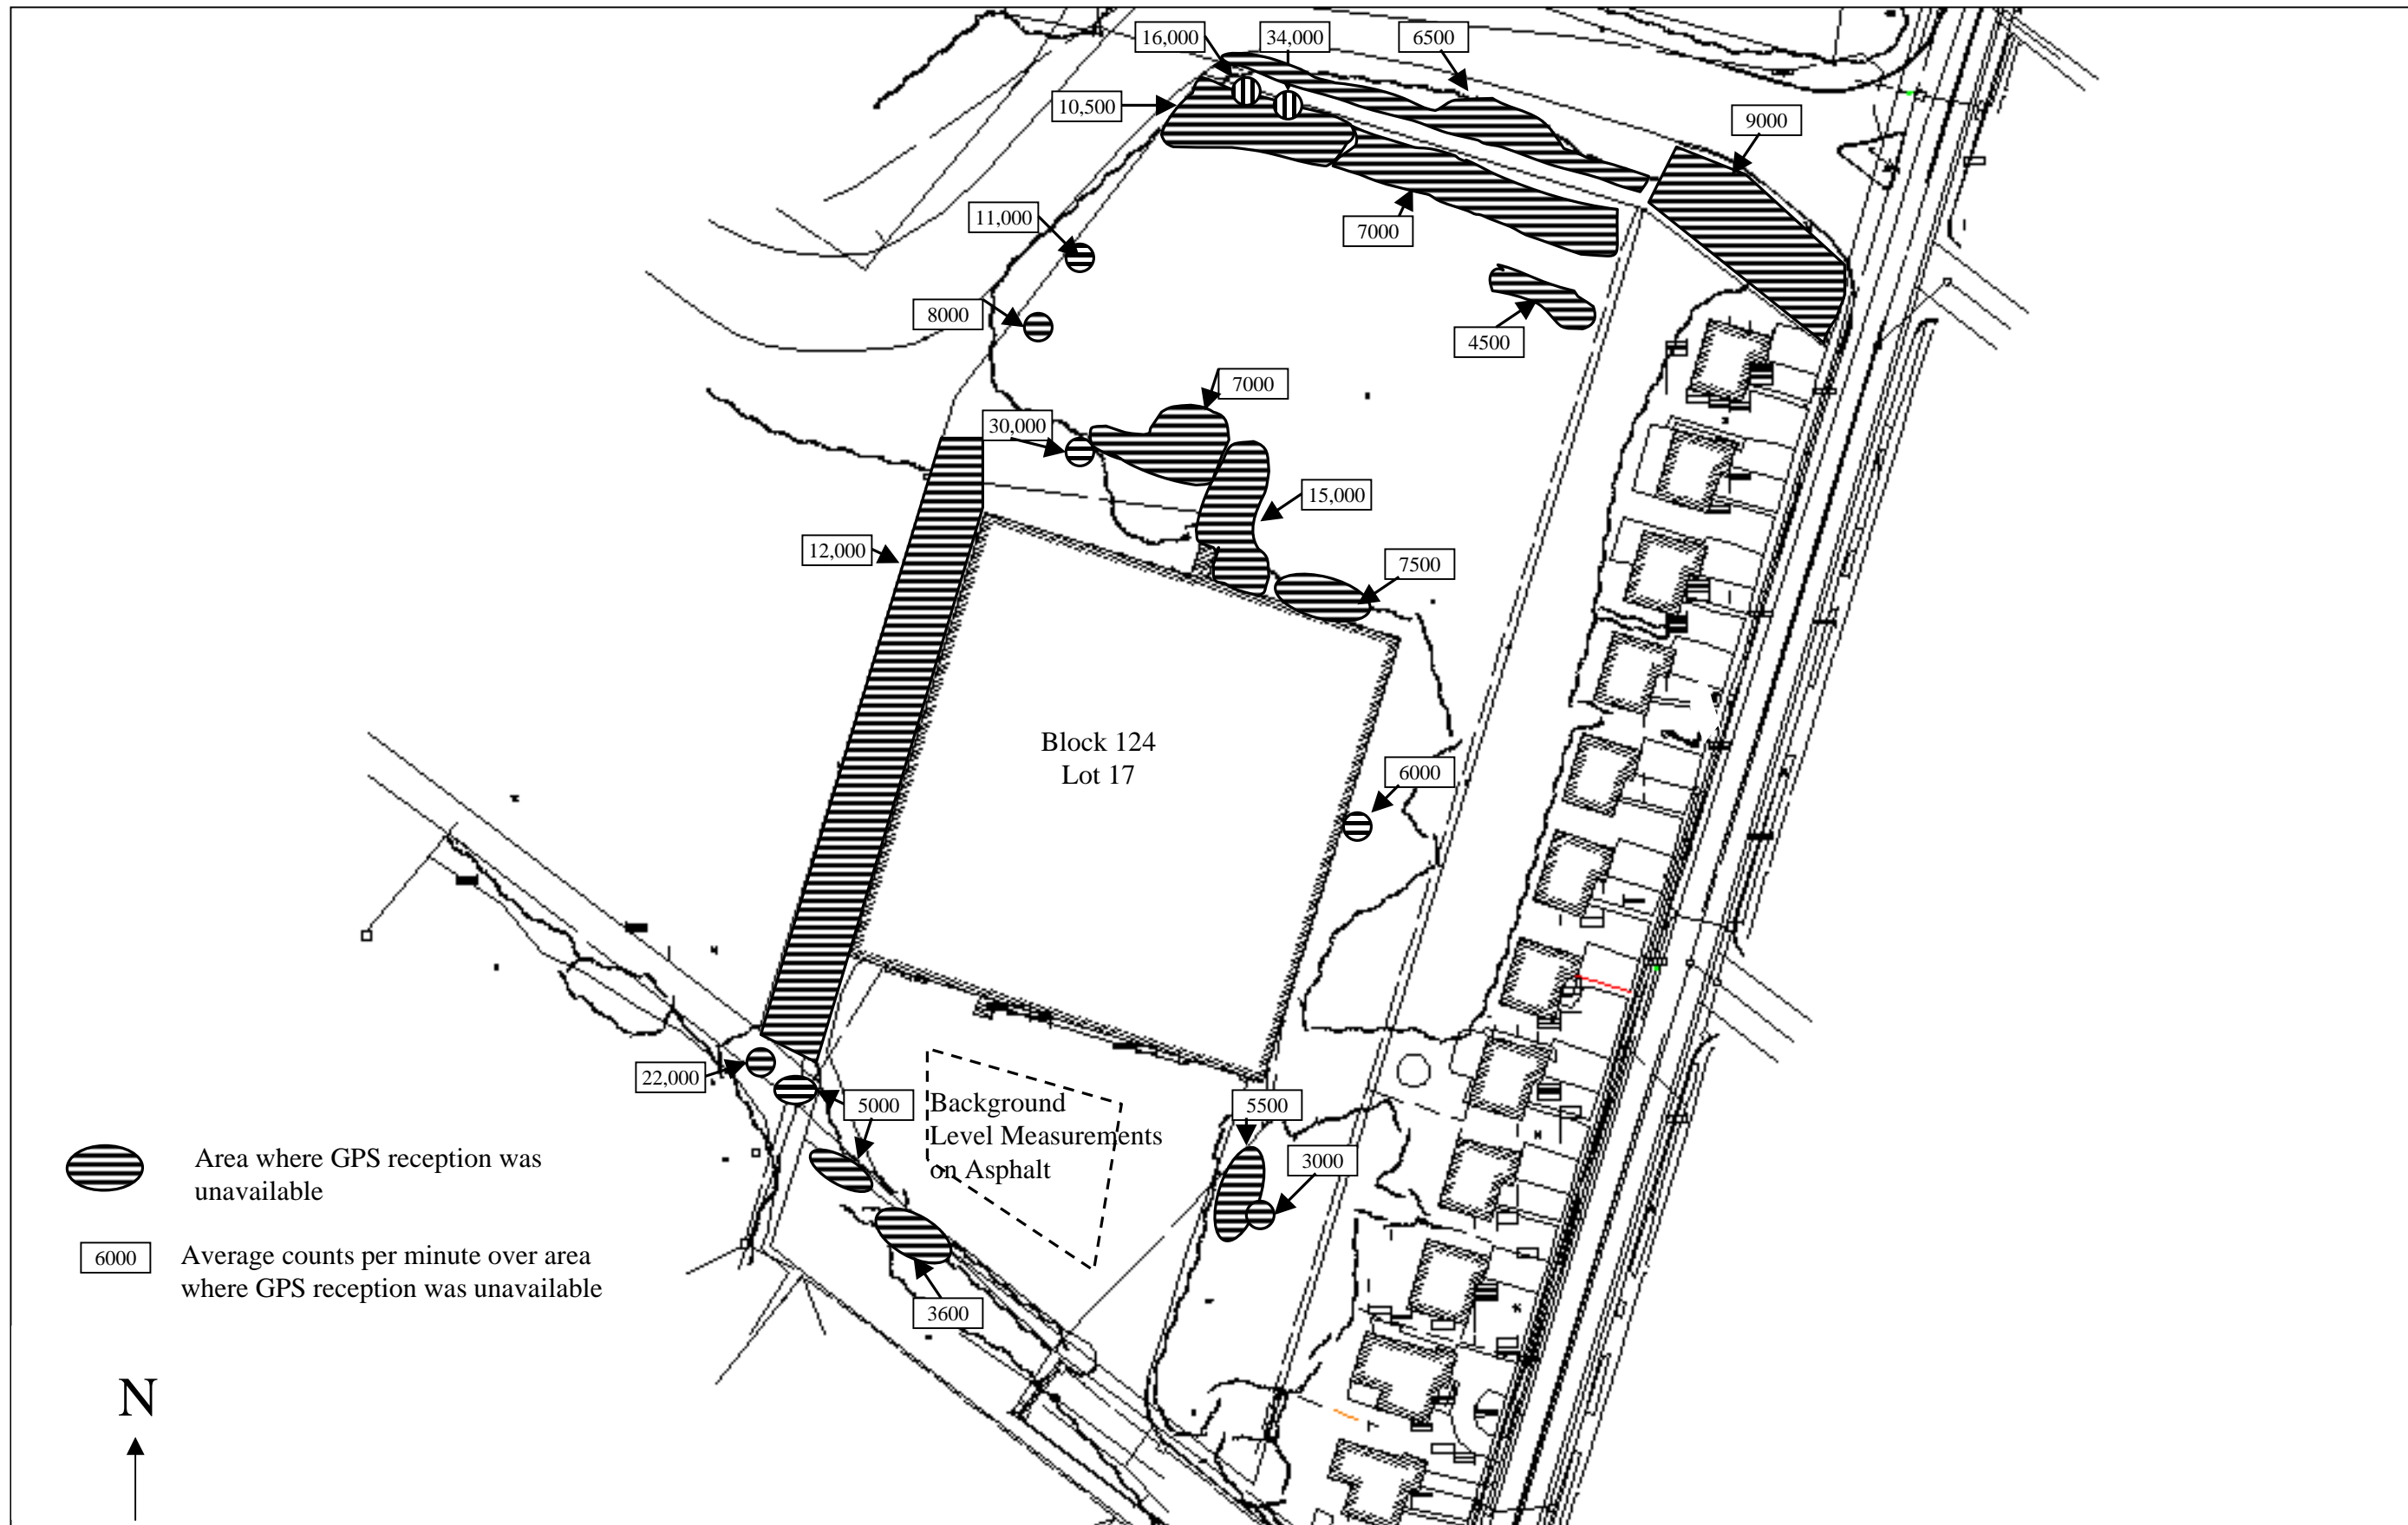 16,000
34,000
6500
10,500
9000
11,000
7000
8000
4500
7000
30,000
15,000
12,000
7500
Block 124
Lot 17
6000
22,000
5000
Background
Level Measurements
on Asphalt
5500
3000
Area where GPS reception was
unavailable
6000
Average counts per minute over area
where GPS reception was unavailable
3600
N